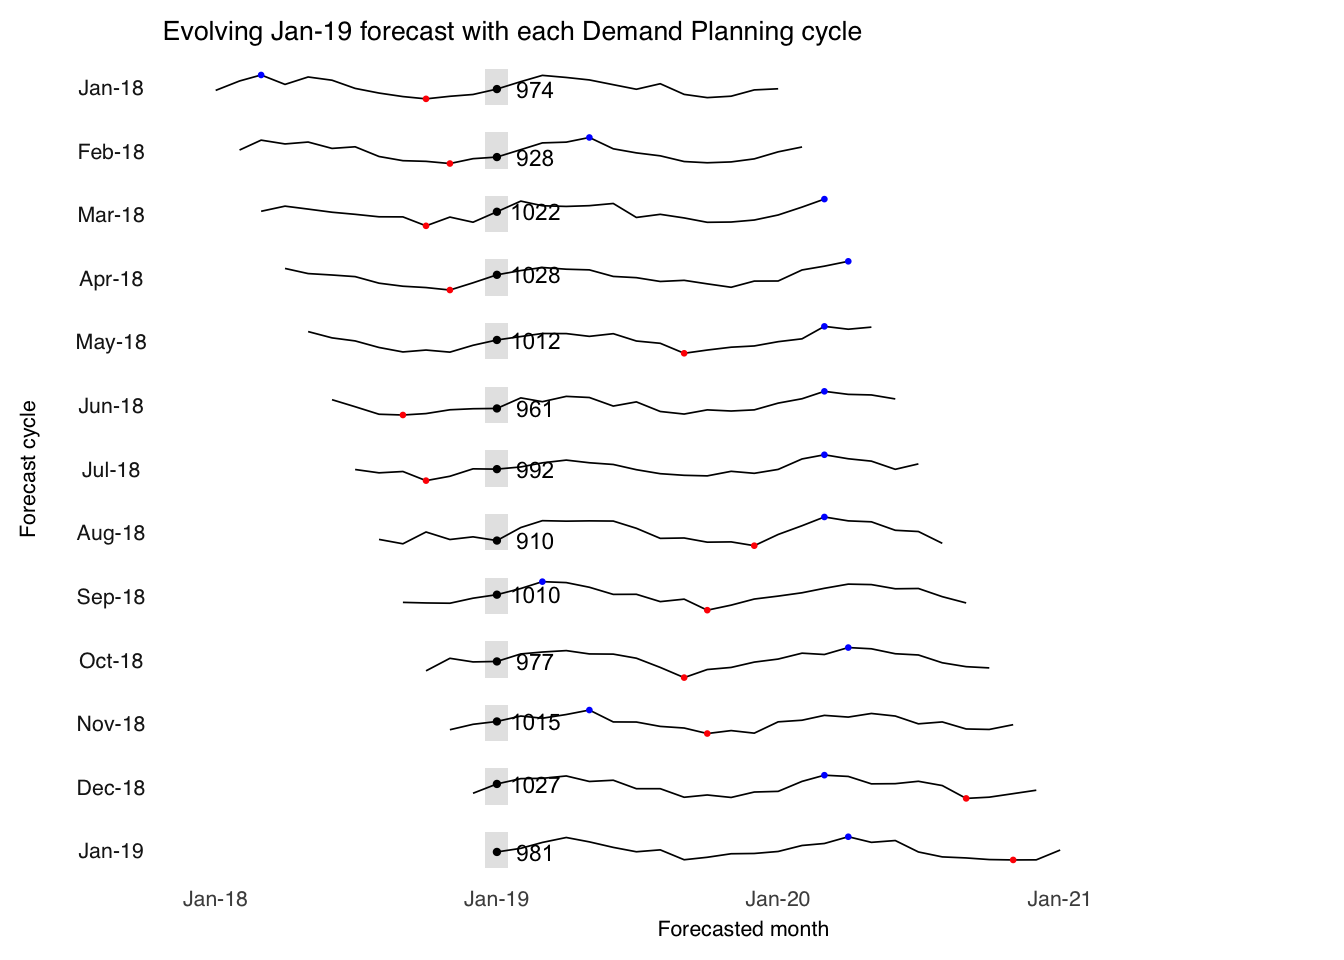 Evolving Jan-19 forecast with each Demand Planning cycle
Jan-18 974
Feb-18 928
Mar-18 1022
Apr-18 1028
May-18 1012
Jun-18 961
Jul-18 992
Aug-18 910
Sep-18 1010
Oct-18 977
Nov-18 1015
Dec-18 1027
Jan-19 981
Forecast cycle
Jan-18 Jan-19 Jan-20 Jan-21
Forecasted month